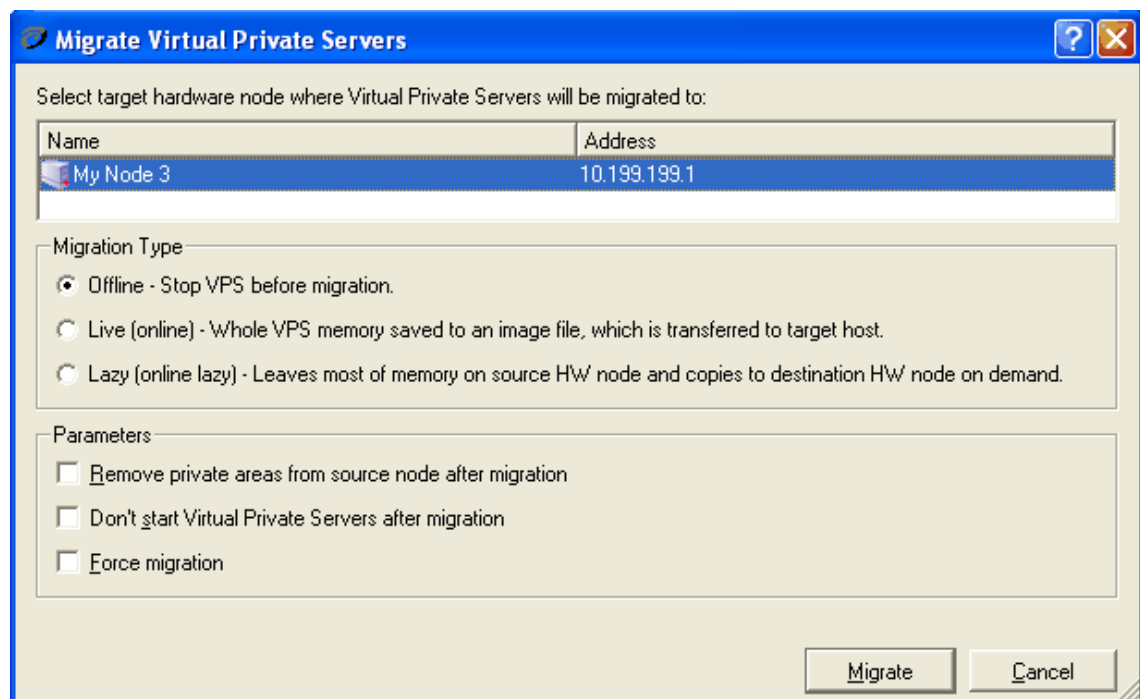 Migrate Virtual Private Servers
?
Select target hardware node where Virtual Private Servers will be migrated to:
Name Address
My Node 3 10.199.199.1
Migration Type
Offline - Stop VPS before migration.
Live (online) - Whole VPS memory saved to an image file, which is transferred to target host.
Lazy (online lazy) - Leaves most of memory on source HW node and copies to destination HW node on demand.
Parameters
Remove private areas from source node after migration
Don't start Virtual Private Servers after migration
Force migration
Migrate Cancel